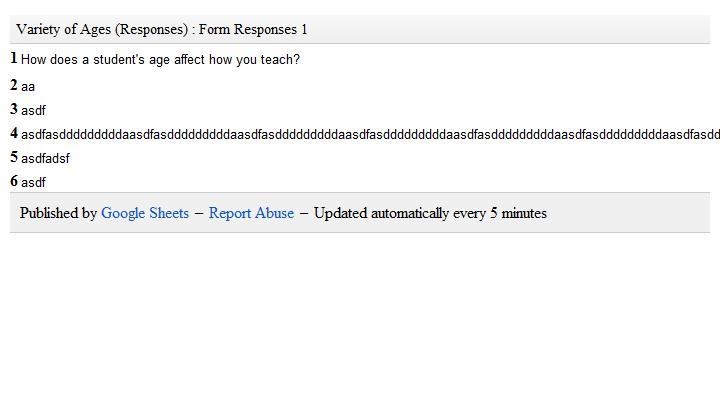 Variety of Ages (Responses) : Form Responses 1
1 How does a student's age affect how you teach?
2 aa
3 asdf
4 asdfasdddddddddaasdfasdddddddddaasdfasdddddddddaasdfasdddddddddaasdfasdddddddddaasdfasdddddddddaasdfasdd
5 asdfadsf
6 asdf
Published by Google Sheets – Report Abuse – Updated automatically every 5 minutes